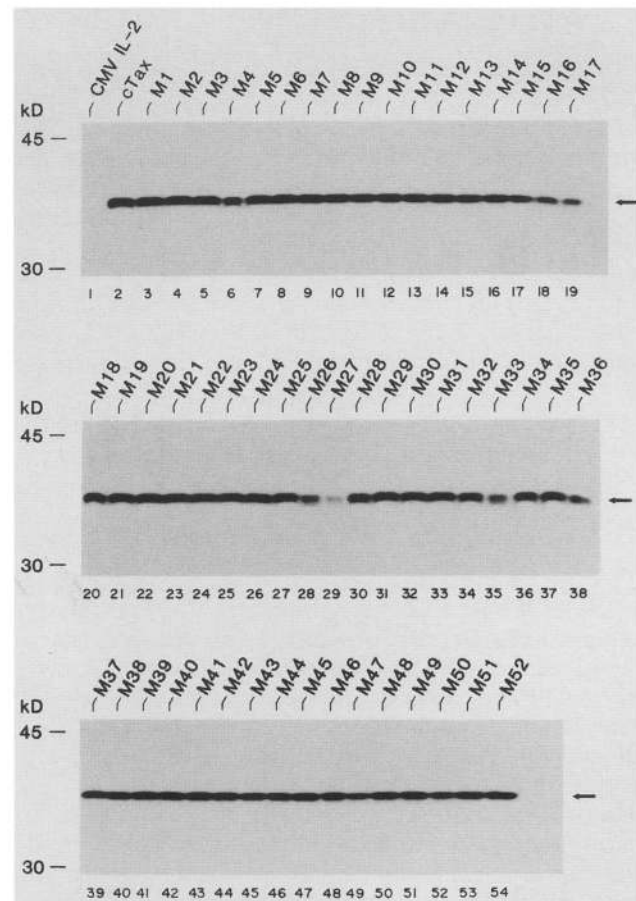 CMV IL-2 cTax M1 M2 M3 M4 M5 M6 M7 M8 M9 M10 M11 M12 M13 M14 M15 M16 M17
kD
45
30
1 2 3 4 5 6 7 8 9 10 11 12 13 14 15 16 17 18 19
M18 M19 M20 M21 M22 M23 M24 M25 M26 M27 M28 M29 M30 M31 M32 M33 M34 M35 M36
kD
45
30
20 21 22 23 24 25 26 27 28 29 30 31 32 33 34 35 36 37 38
M37 M38 M39 M40 M41 M42 M43 M44 M45 M46 M47 M48 M49 M50 M51 M52
kD
45
30
39 40 41 42 43 44 45 46 47 48 49 50 51 52 53 54